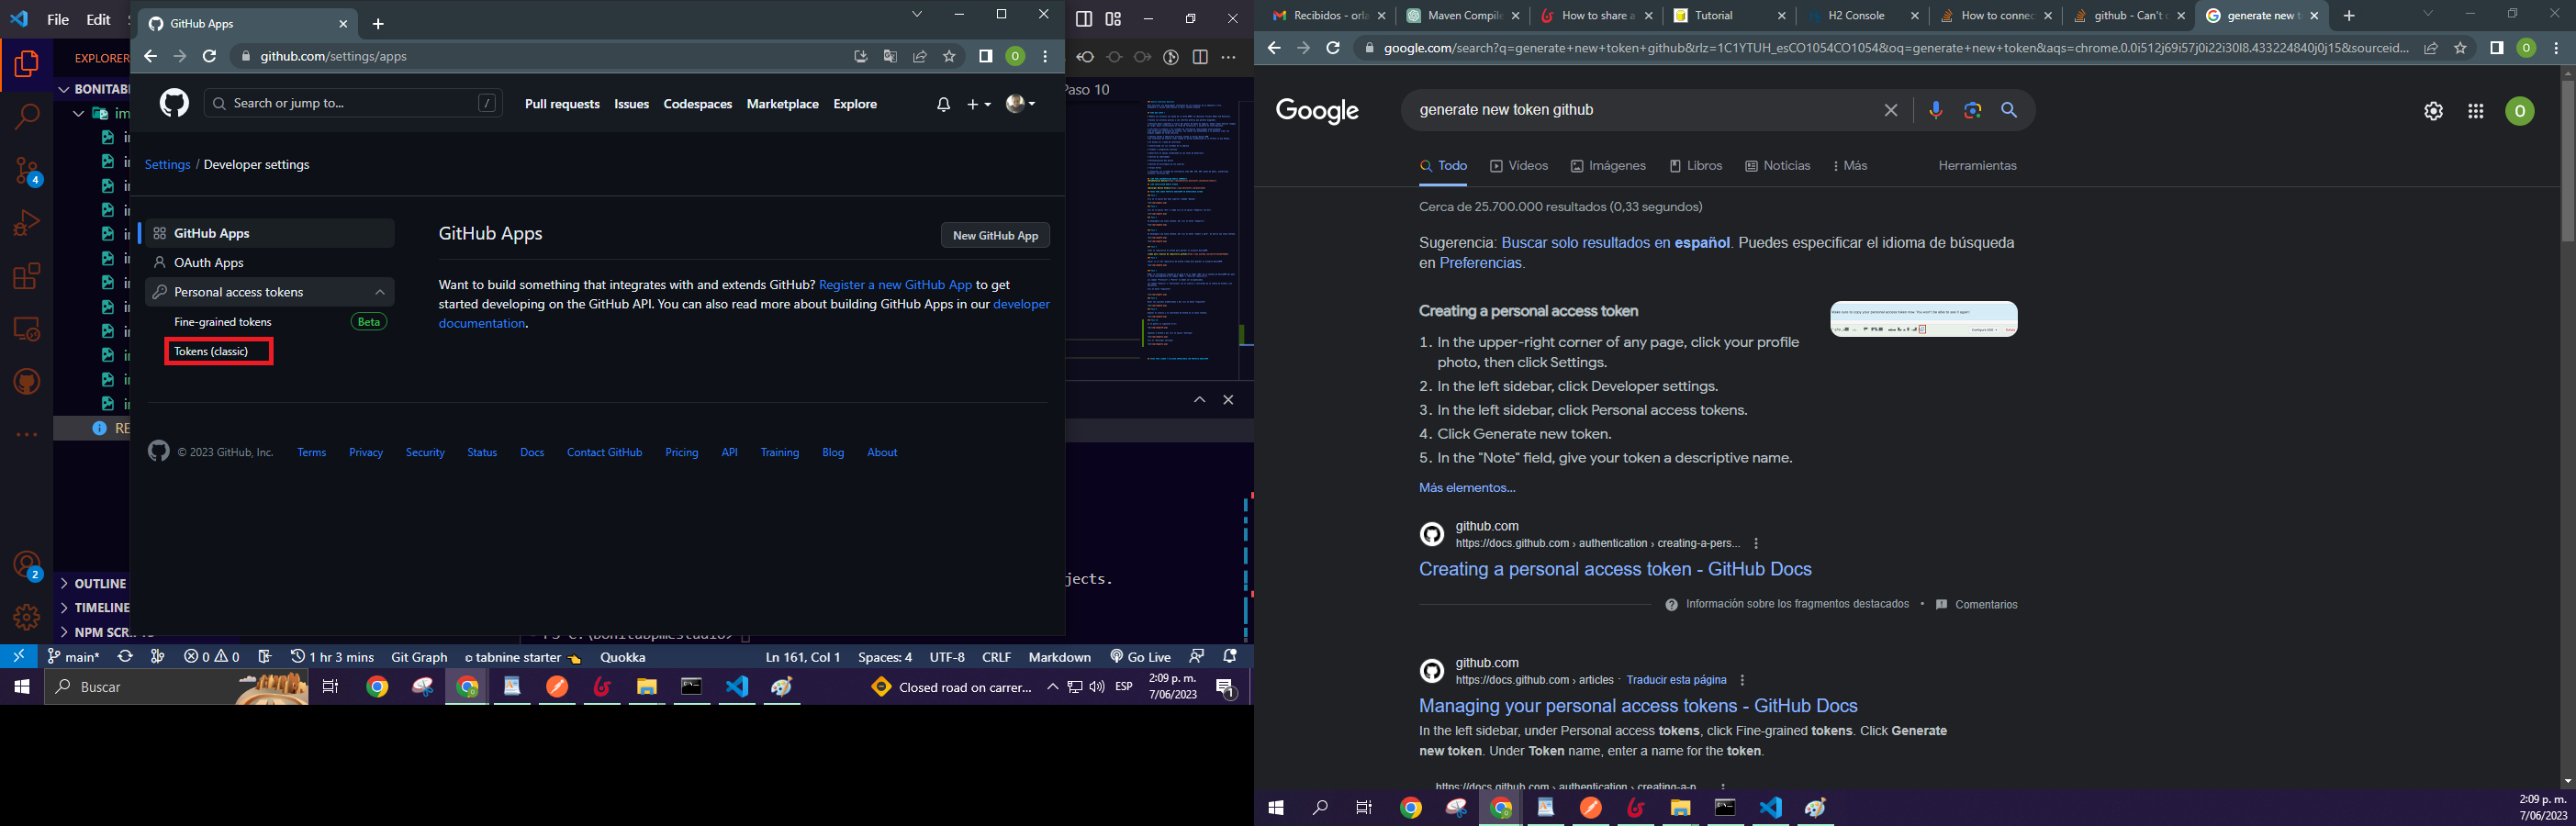 File
Edit
EXPLORER
BONITAB
im
RE
OUTLINE
TIMELINE
NPM SCR
GitHub Apps
github.com/settings/apps
Search or jump to...
/
Pull requests
Issues
Codespaces
Marketplace
Explore
Settings / Developer settings
GitHub Apps
OAuth Apps
Personal access tokens
Fine-grained tokens
Beta
Tokens (classic)
GitHub Apps
New GitHub App
Want to build something that integrates with and extends GitHub? Register a new GitHub App to get
started developing on the GitHub API. You can also read more about building GitHub Apps in our developer
documentation.
© 2023 GitHub, Inc.
Terms
Privacy
Security
Status
Docs
Contact GitHub
Pricing
API
Training
Blog
About
Paso 10
jects.
main*
0
0
1 hr 3 mins
Git Graph
tabnine starter
Quokka
Ln 161, Col 1
Spaces: 4
UTF-8
CRLF
Markdown
Go Live
Buscar
Closed road on carrer...
ESP
2:09 p. m.
7/06/2023
1
Recibidos - orla
Maven Compile
How to share a
Tutorial
H2 Console
How to connec
github - Can't
generate new t
google.com/search?q=generate+new+token+github&rlz=1C1YTUH_esCO1054CO1054&oq=generate+new+token&aqs=chrome.0.0i512j69i57j0i22i30l8.433224840j0j15&sourceid...
Google
generate new token github
Todo
Vídeos
Imágenes
Libros
Noticias
Más
Herramientas
Cerca de 25.700.000 resultados (0,33 segundos)
Sugerencia: Buscar solo resultados en español. Puedes especificar el idioma de búsqueda
en Preferencias.
Creating a personal access token
1. In the upper-right corner of any page, click your profile
photo, then click Settings.
2. In the left sidebar, click Developer settings.
3. In the left sidebar, click Personal access tokens.
4. Click Generate new token.
5. In the "Note" field, give your token a descriptive name.
Más elementos...
github.com
https://docs.github.com › authentication › creating-a-pers...
Creating a personal access token - GitHub Docs
Información sobre los fragmentos destacados • Comentarios
github.com
https://docs.github.com › articles · Traducir esta página
Managing your personal access tokens - GitHub Docs
In the left sidebar, under Personal access tokens, click Fine-grained tokens. Click Generate
new token. Under Token name, enter a name for the token.
https://docs.github.com › authentication › creating-a-p...
2:09 p. m.
7/06/2023